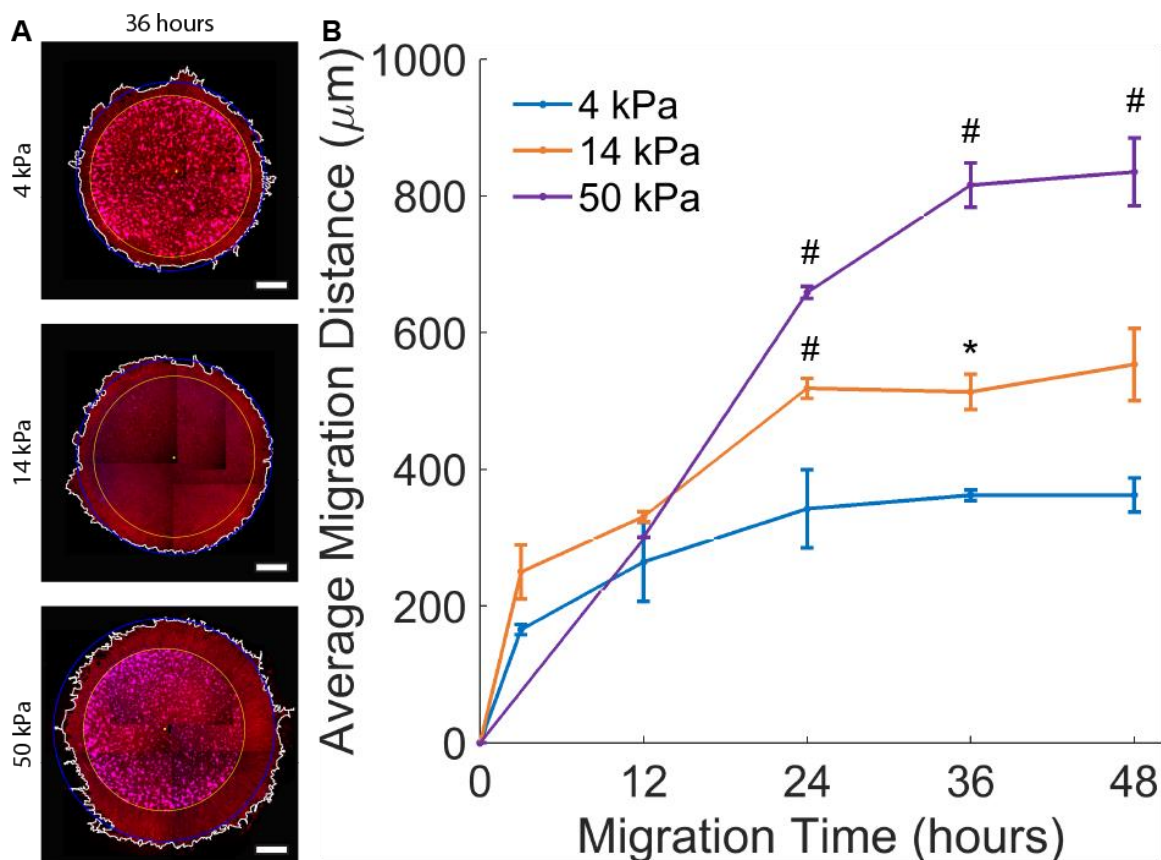 A
36 hours
4 kPa
14 kPa
50 kPa
B
Average Migration Distance (μm)
1000
800
600
400
200
0
4 kPa
14 kPa
50 kPa
#
#
#
#
*
0
12
24
36
48
Migration Time (hours)